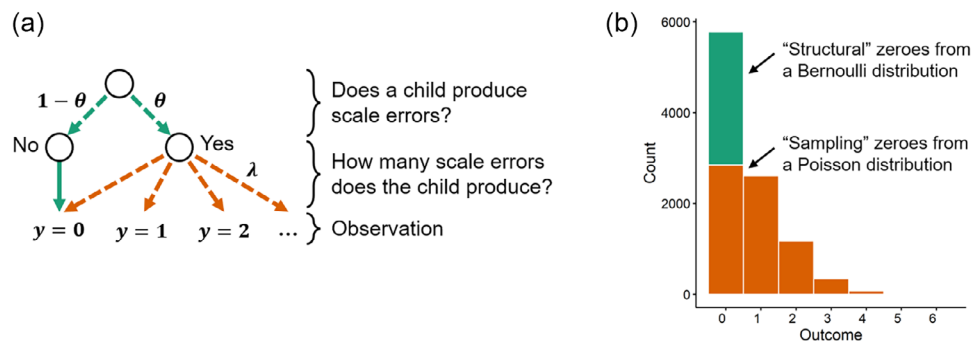 (a)
1 − θ
θ
No
Yes
λ
y = 0
y = 1
y = 2
...
Does a child produce
scale errors?
How many scale errors
does the child produce?
Observation
(b)
6000
4000
2000
0
Count
"Structural" zeroes from
a Bernoulli distribution
"Sampling" zeroes from
a Poisson distribution
0 1 2 3 4 5 6
Outcome